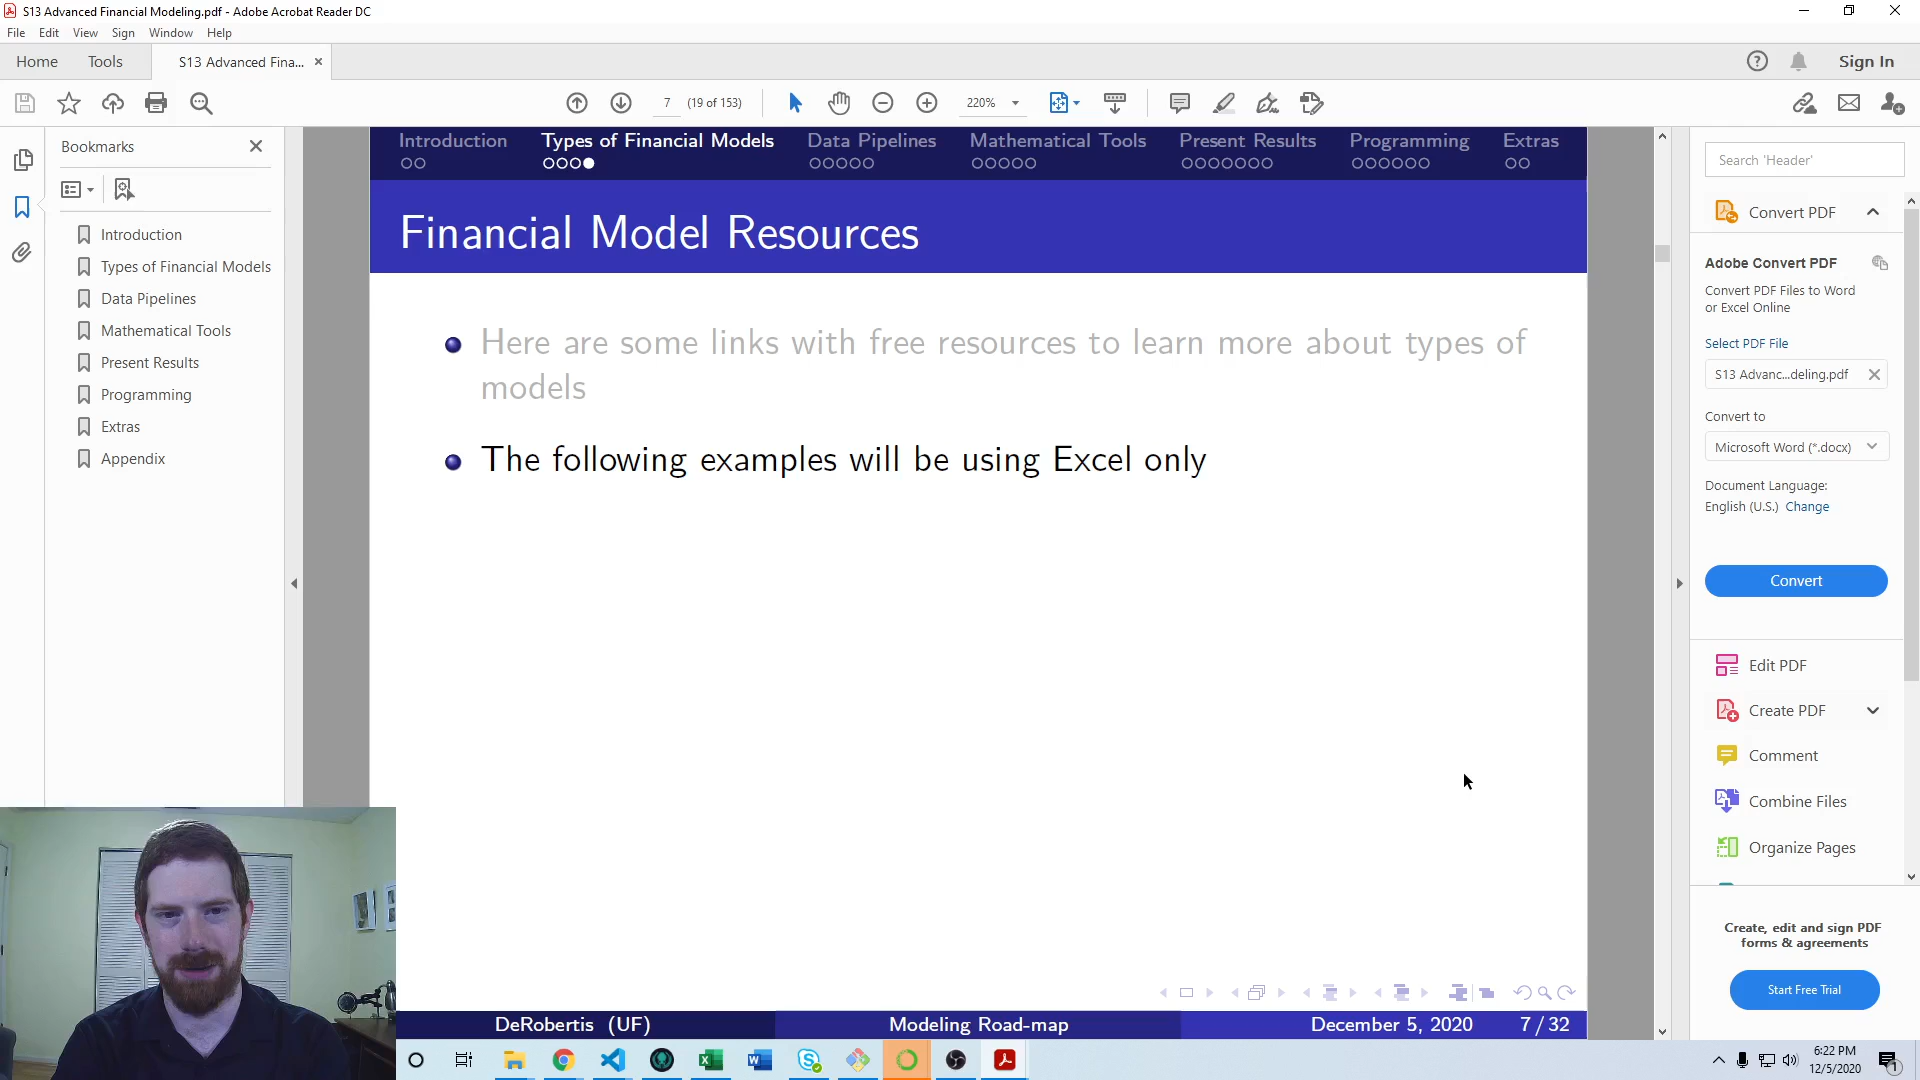 S13 Advanced Financial Modeling.pdf - Adobe Acrobat Reader DC
File Edit View Sign Window Help
Home Tools S13 Advanced Fina... × Sign In
7 (19 of 153) 220%
Bookmarks
Introduction
Types of Financial Models
Data Pipelines
Mathematical Tools
Present Results
Programming
Extras
Appendix
Introduction Types of Financial Models Data Pipelines Mathematical Tools Present Results Programming Extras
Financial Model Resources
Here are some links with free resources to learn more about types of
models
The following examples will be using Excel only
DeRobertis (UF) Modeling Road-map December 5, 2020 7 / 32
Search 'Header'
Convert PDF
Adobe Convert PDF
Convert PDF Files to Word
or Excel Online
Select PDF File
S13 Advanc...deling.pdf
Convert to
Microsoft Word (*.docx)
Document Language:
English (U.S.) Change
Convert
Edit PDF
Create PDF
Comment
Combine Files
Organize Pages
Create, edit and sign PDF
forms & agreements
Start Free Trial
6:22 PM
12/5/2020
1